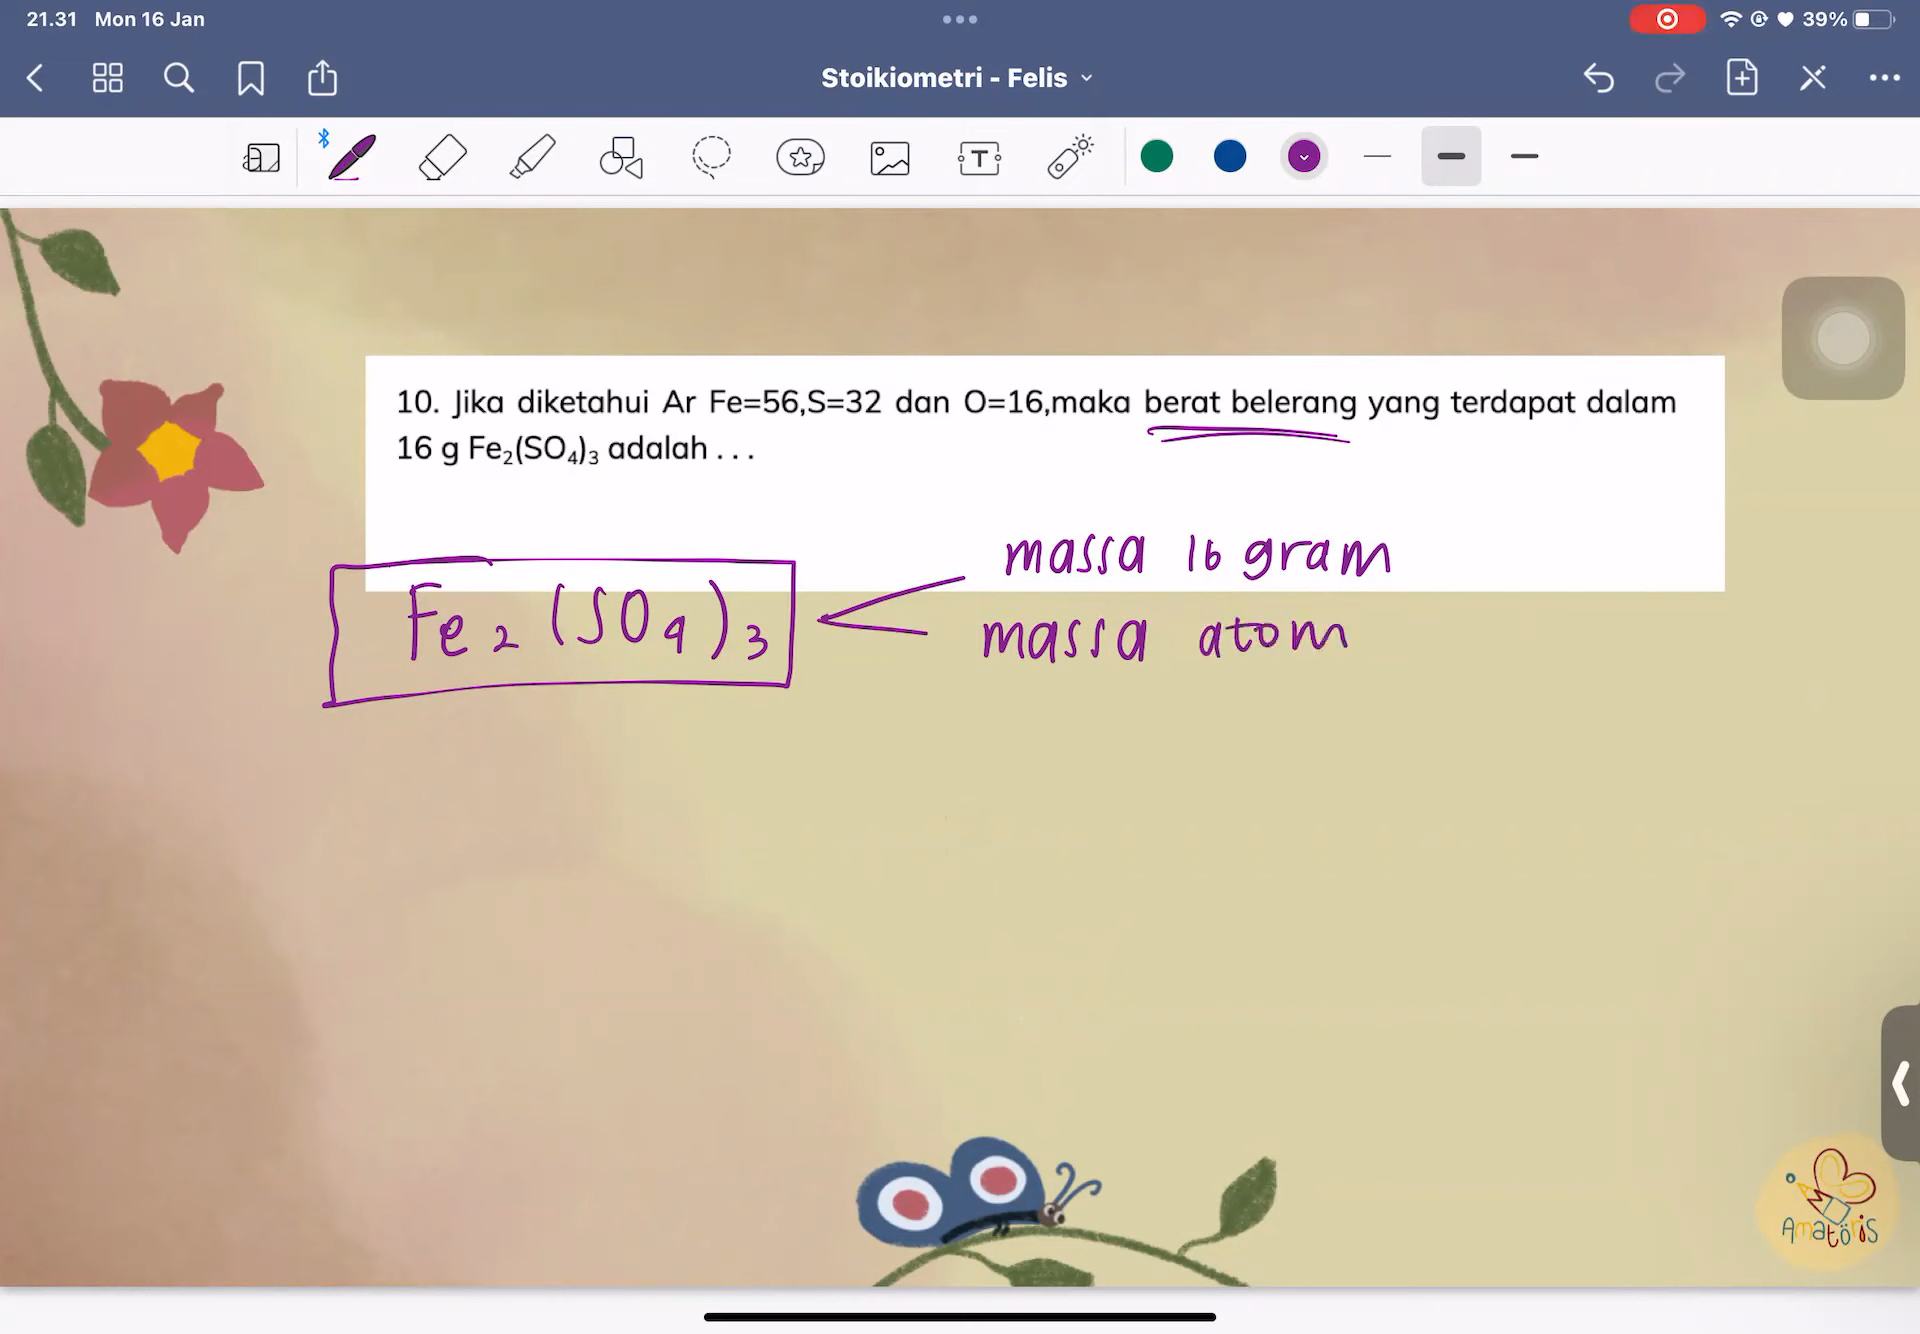 21.31 Mon 16 Jan
39%
Stoikiometri - Felis
10. Jika diketahui Ar Fe=56,S=32 dan O=16,maka berat belerang yang terdapat dalam
16 g Fe₂(SO₄)₃ adalah . . .
massa 16 gram
Fe₂(SO₄)₃
massa atom
Amatöris